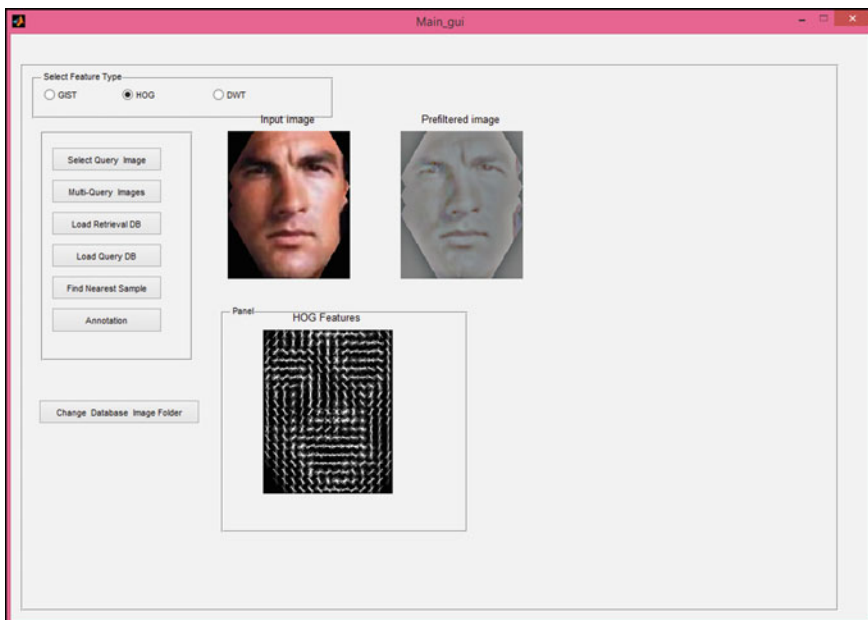 Main_gui
Select Feature Type
GIST HOG DWT
Input image Prefiltered image
Select Query Image
Multi-Query Images
Load Retrieval DB
Load Query DB
Find Nearest Sample
Annotation
Panel
HOG Features
Change Database Image Folder